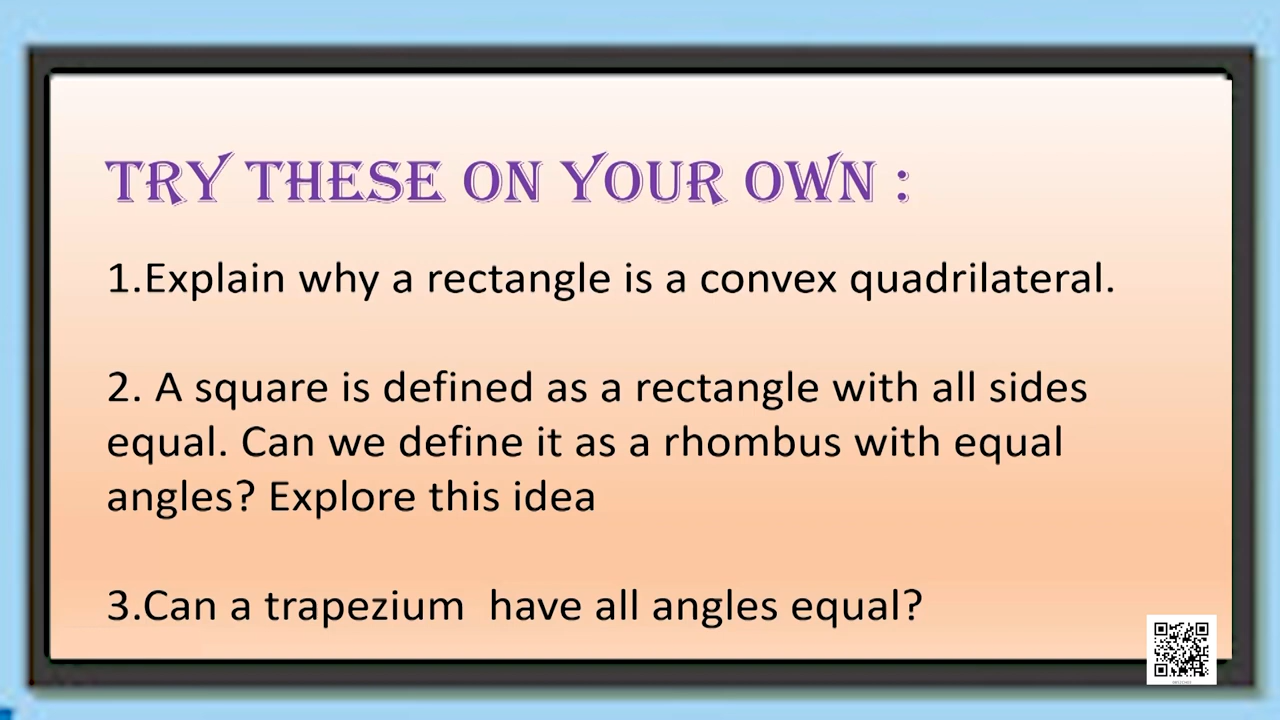 TRY THESE ON YOUR OWN :
1.Explain why a rectangle is a convex quadrilateral.
2. A square is defined as a rectangle with all sides
equal. Can we define it as a rhombus with equal
angles? Explore this idea
3.Can a trapezium  have all angles equal?